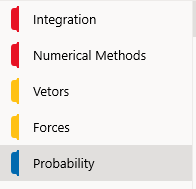 Integration
Numerical Methods
Vetors
Forces
Probability